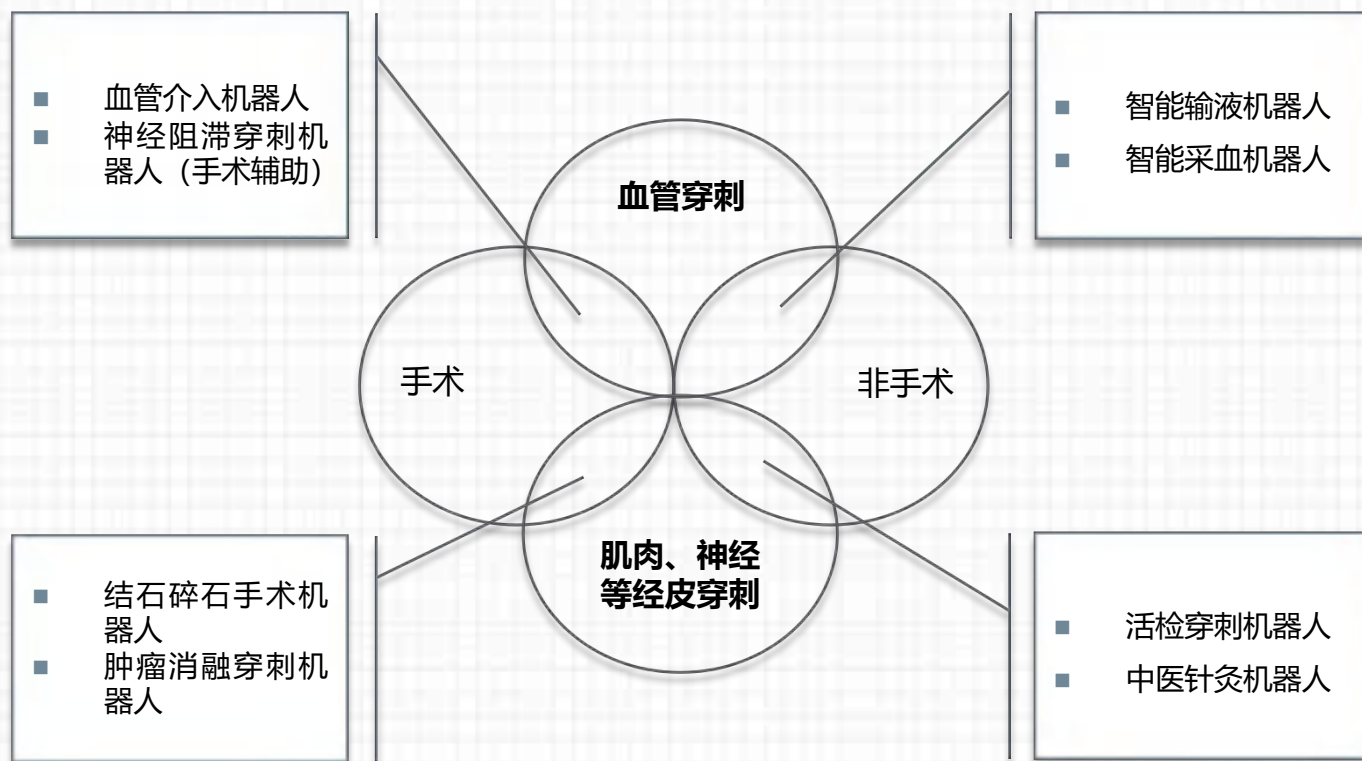 血管介入机器人
神经阻滞穿刺机
器人（手术辅助）
智能输液机器人
智能采血机器人
血管穿刺
手术
非手术
肌肉、神经
等经皮穿刺
结石碎石手术机
器人
肿瘤消融穿刺机
器人
活检穿刺机器人
中医针灸机器人